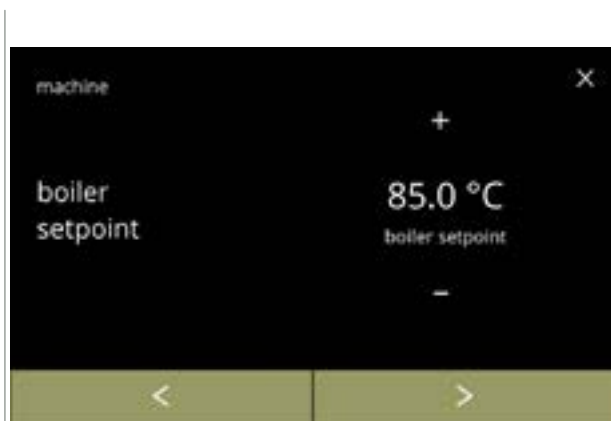 machine
X
+
boiler
setpoint
85.0 °C
boiler setpoint
-
<
>